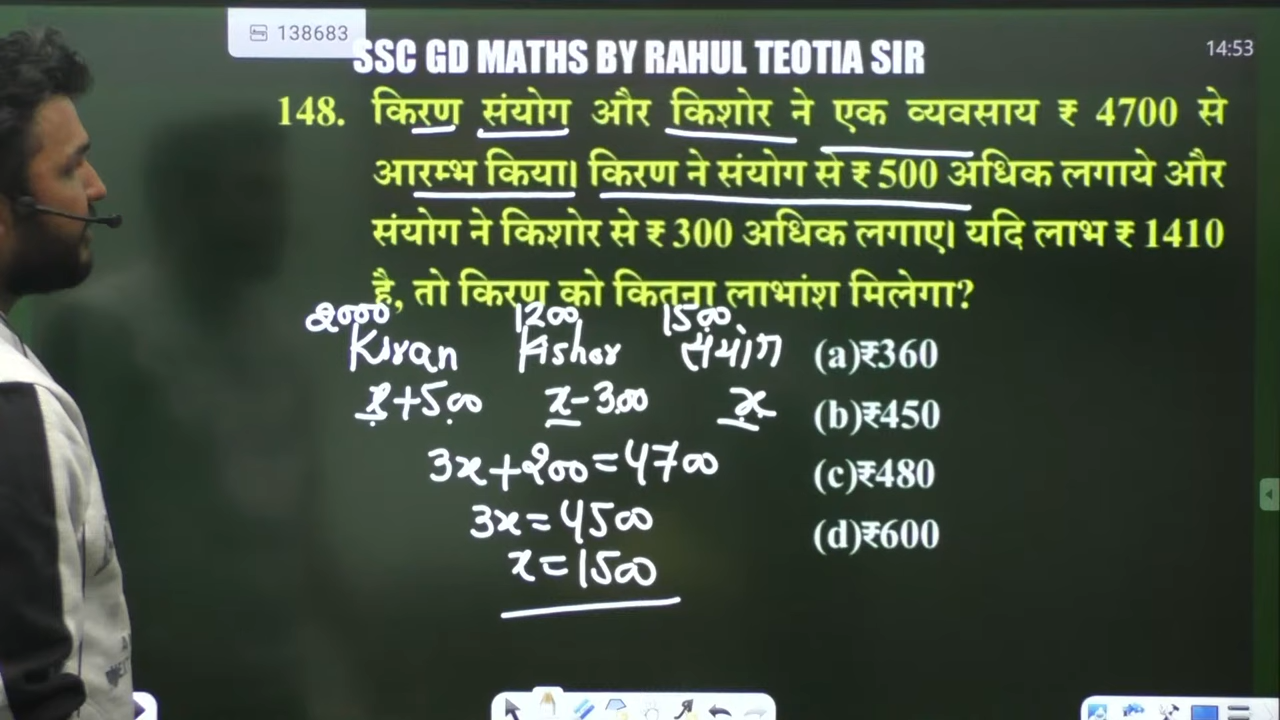 138683
SSC GD MATHS BY RAHUL TEOTIA SIR
14:53
148. किरण संयोग और किशोर ने एक व्यवसाय ₹ 4700 से
आरम्भ किया। किरण ने संयोग से ₹ 500 अधिक लगाये और
संयोग ने किशोर से ₹ 300 अधिक लगाए। यदि लाभ ₹ 1410
है, तो किरण को कितना लाभांश मिलेगा?
2000 1200 1500
Kiran Kishor संयोग (a)₹360
x+500 x-300 x (b)₹450
3x+200=4700 (c)₹480
3x=4500 (d)₹600
x=1500